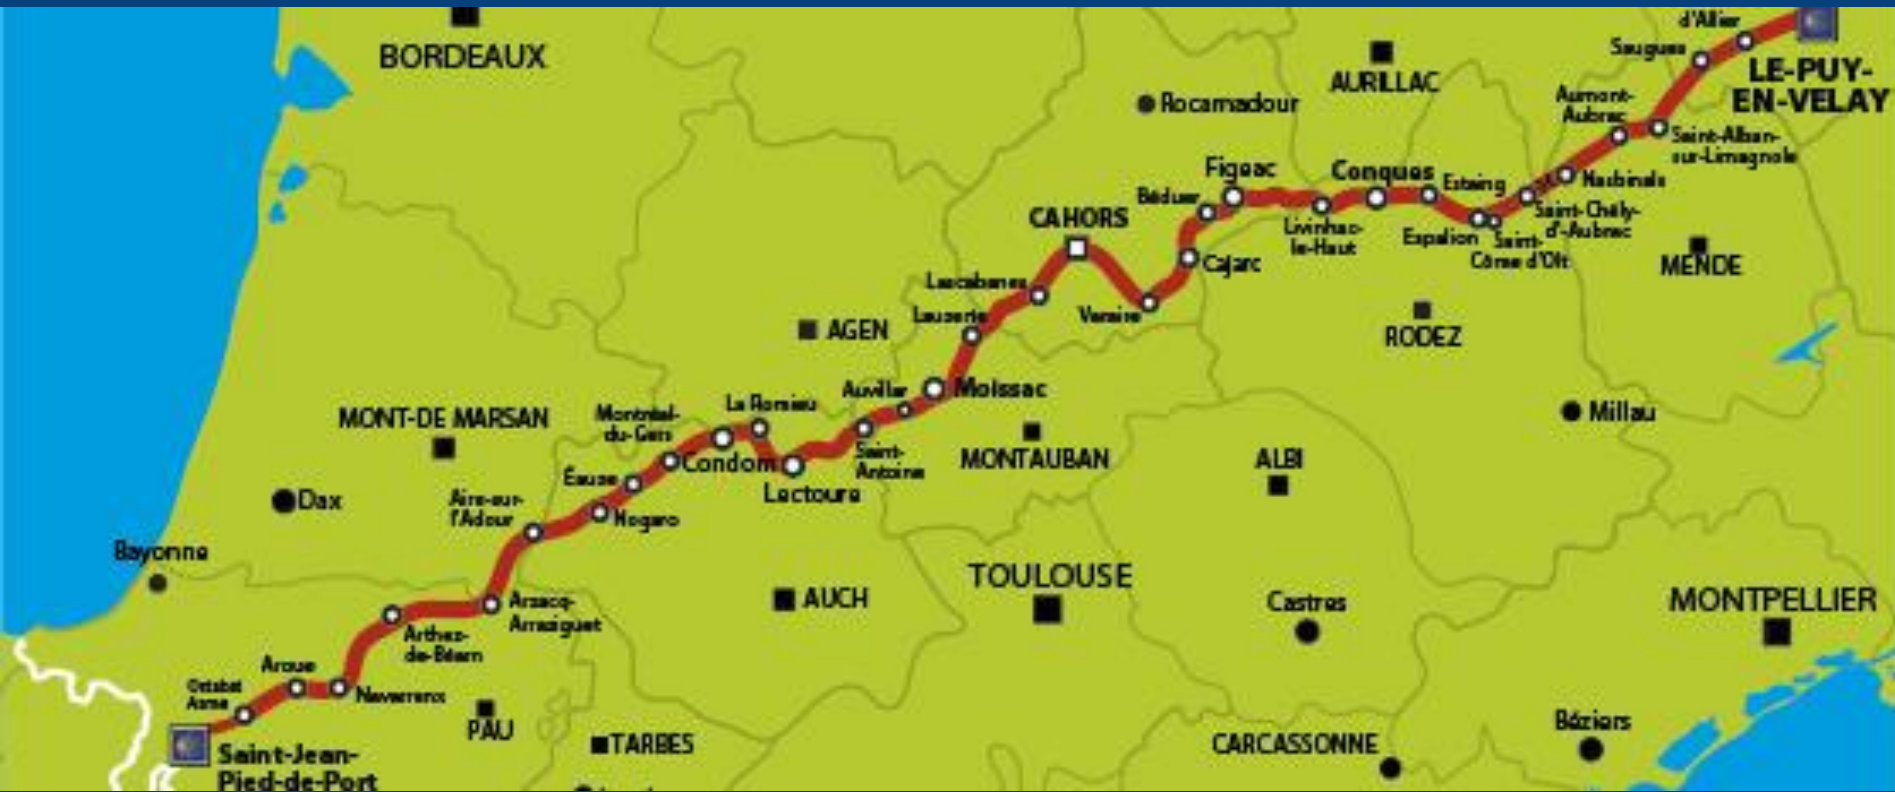 BORDEAUX
d'Allier
Saugues
LE-PUY-
EN-VELAY
AURILLAC
Rocamadour
Aumont-
Aubrac
Saint-Alban-
sur-Limagnole
Figeac
Conques
Estaing
Nasbinals
Béduer
CAHORS
Livinhac-
le-Haut
Espalion
Saint-
Côme d'Olt
Saint-Chély-
d'-Aubrac
MENDE
Cajarc
Lascabanes
Lauzerte
Varaire
RODEZ
AGEN
Auvillar
Moissac
Millau
MONT-DE MARSAN
Montréal-
du-Gers
La Romieu
Condom
Lectoure
Saint-
Antoine
MONTAUBAN
ALBI
Éauze
Nogaro
Dax
Aire-sur-
l'Adour
Bayonne
TOULOUSE
AUCH
Castres
MONTPELLIER
Arzacq-
Arraziguet
Arthez-
de-Béarn
Aroue
Navarrenx
Ostabat
Asme
PAU
TARBES
CARCASSONNE
Béziers
Saint-Jean-
Pied-de-Port